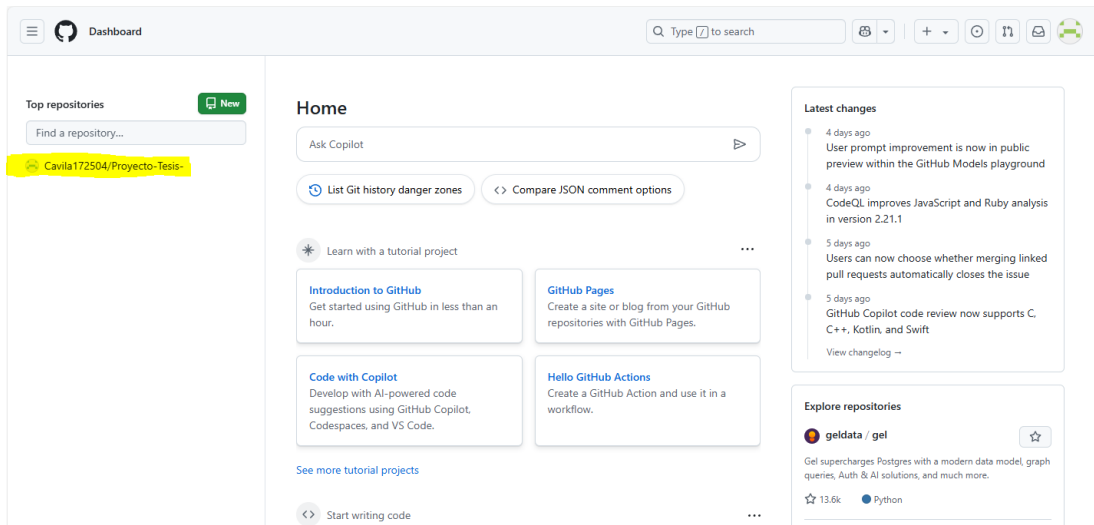 Dashboard
Type / to search
Top repositories
New
Find a repository...
Cavila172504/Proyecto-Tesis-
Home
Ask Copilot
List Git history danger zones
Compare JSON comment options
Learn with a tutorial project
Introduction to GitHub
Get started using GitHub in less than an
hour.
GitHub Pages
Create a site or blog from your GitHub
repositories with GitHub Pages.
Code with Copilot
Develop with AI-powered code
suggestions using GitHub Copilot,
Codespaces, and VS Code.
Hello GitHub Actions
Create a GitHub Action and use it in a
workflow.
See more tutorial projects
Start writing code
Latest changes
4 days ago
User prompt improvement is now in public
preview within the GitHub Models playground
4 days ago
CodeQL improves JavaScript and Ruby analysis
in version 2.21.1
5 days ago
Users can now choose whether merging linked
pull requests automatically closes the issue
5 days ago
GitHub Copilot code review now supports C,
C++, Kotlin, and Swift
View changelog →
Explore repositories
geldata / gel
Gel supercharges Postgres with a modern data model, graph
queries, Auth & AI solutions, and much more.
13.6k
Python